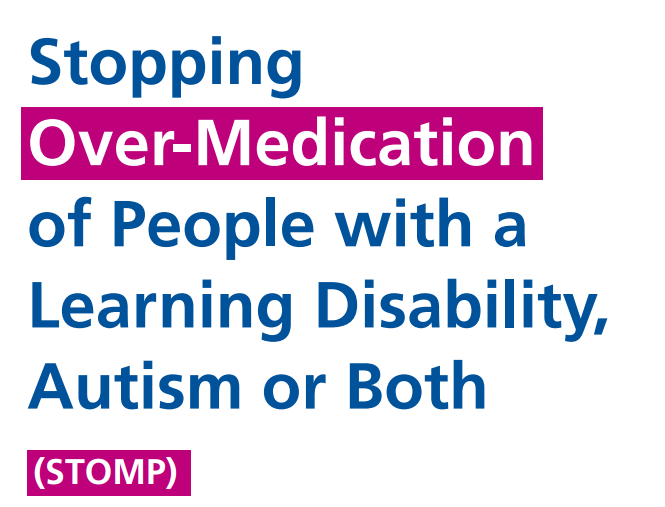 Stopping
Over-Medication
of People with a
Learning Disability,
Autism or Both
(STOMP)